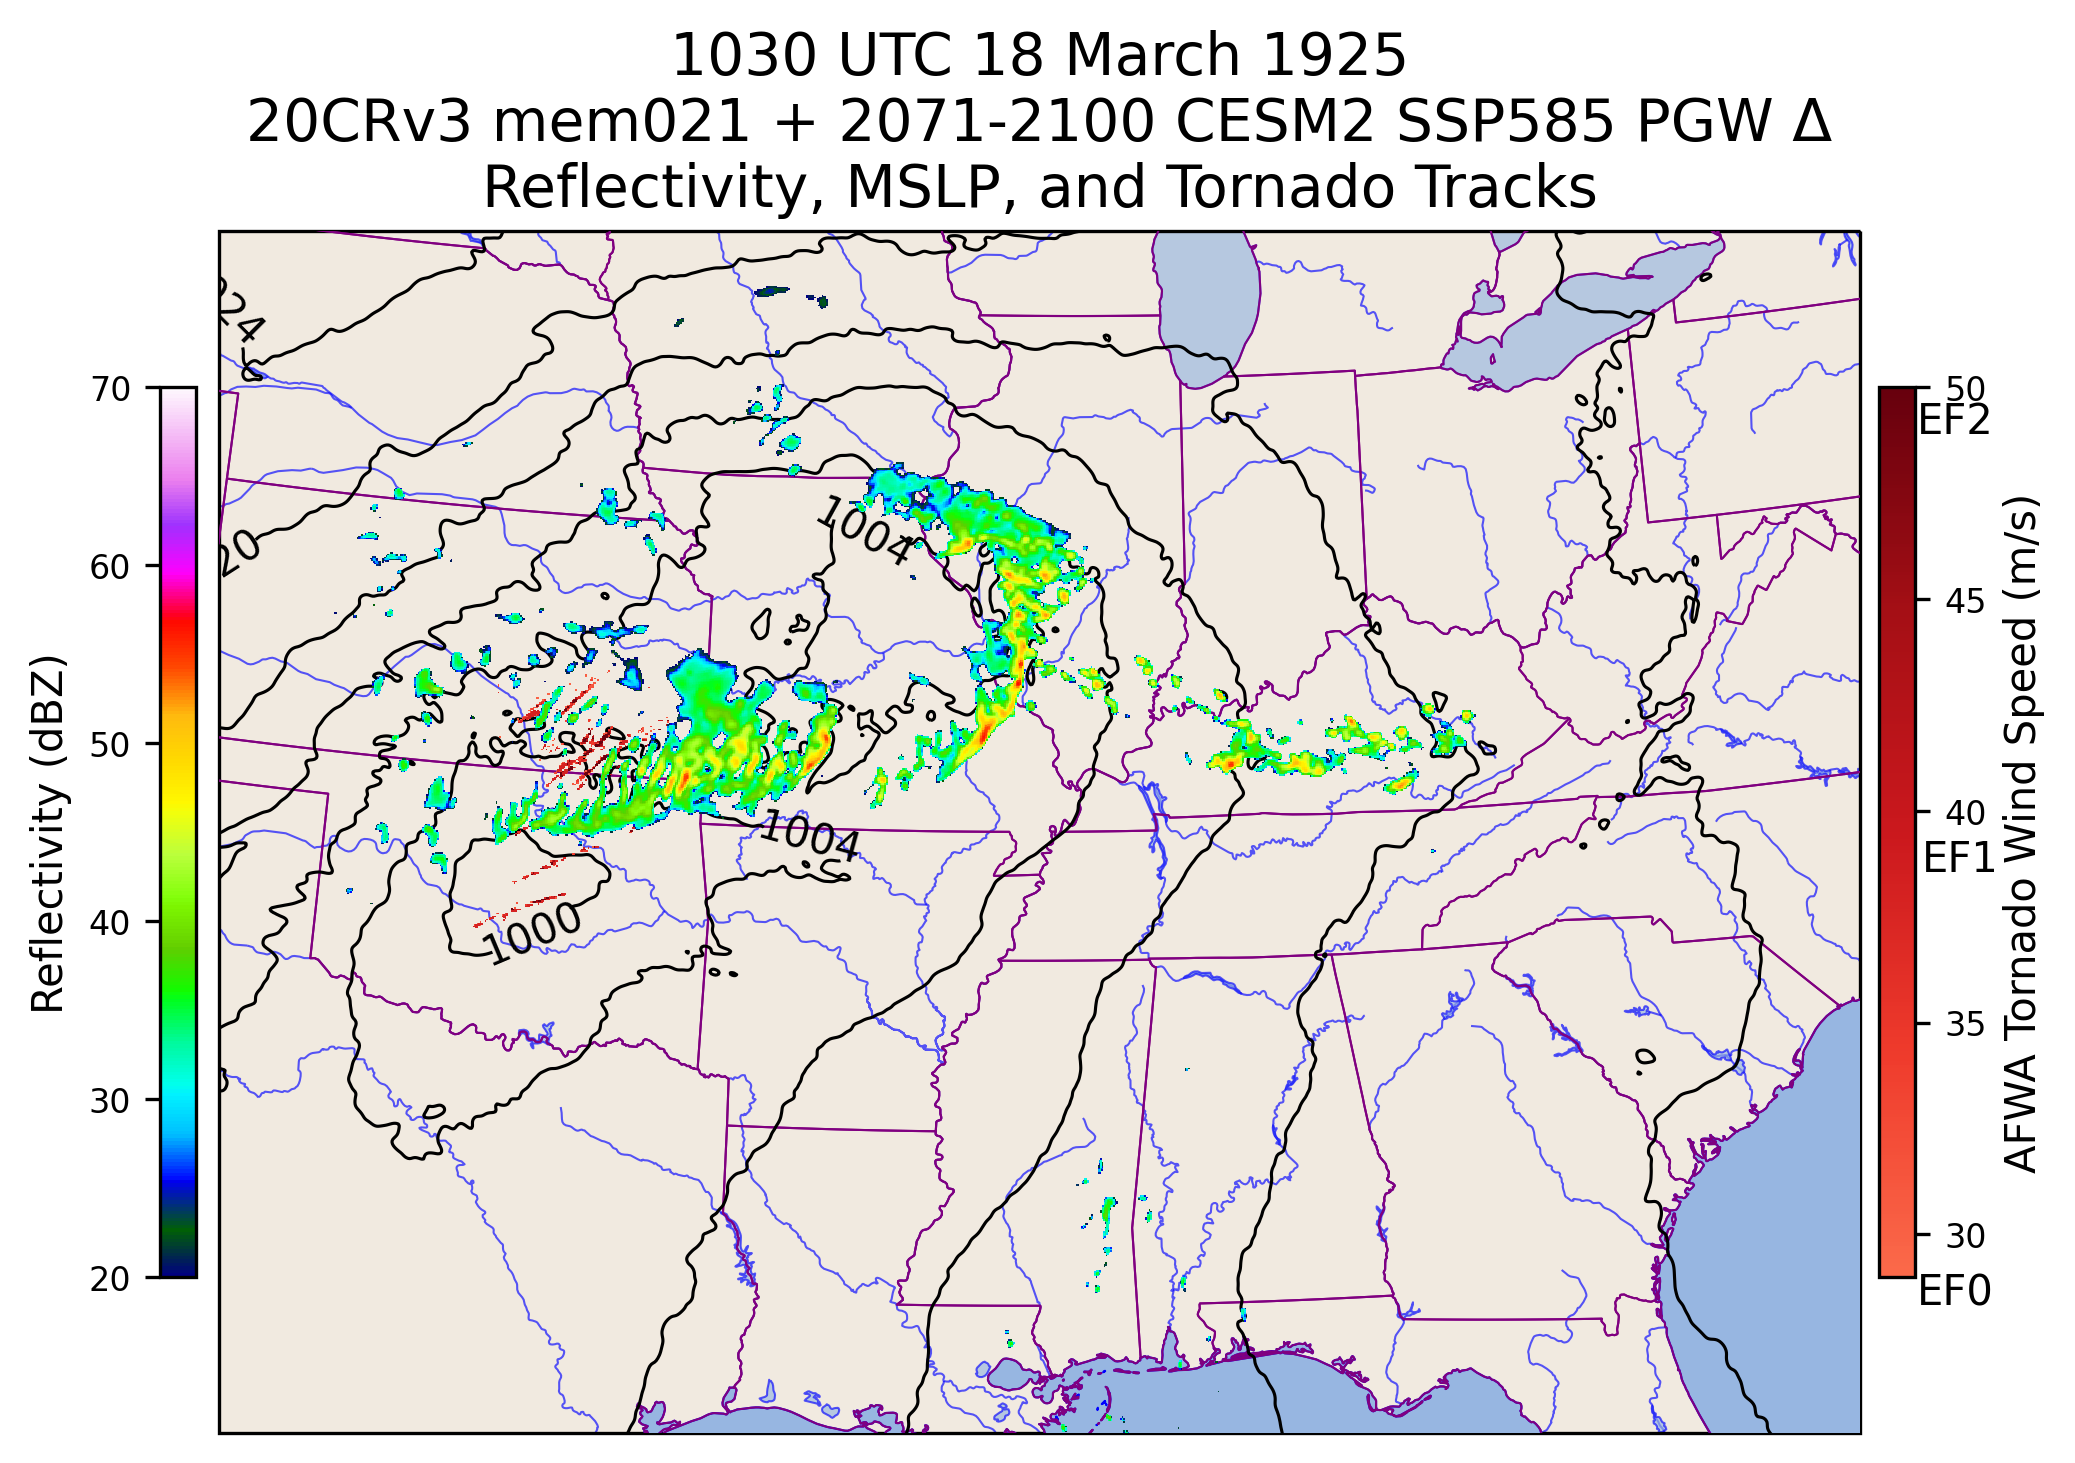 1030 UTC 18 March 1925
20CRv3 mem021 + 2071-2100 CESM2 SSP585 PGW Δ
Reflectivity, MSLP, and Tornado Tracks
70
60
50
40
30
20
Reflectivity (dBZ)
24
20
1004
1004
1000
50
EF2
45
40
EF1
35
30
EF0
AFWA Tornado Wind Speed (m/s)